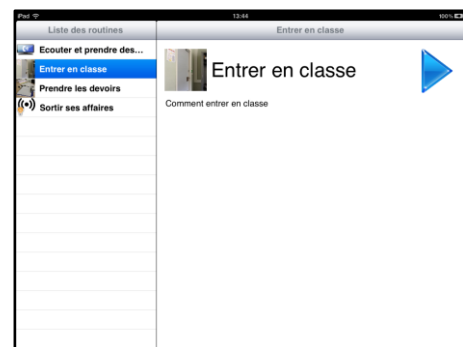 iPad 13:44 100%
Liste des routines
Entrer en classe
Ecouter et prendre des...
Entrer en classe
Prendre les devoirs
Sortir ses affaires
Entrer en classe
Comment entrer en classe